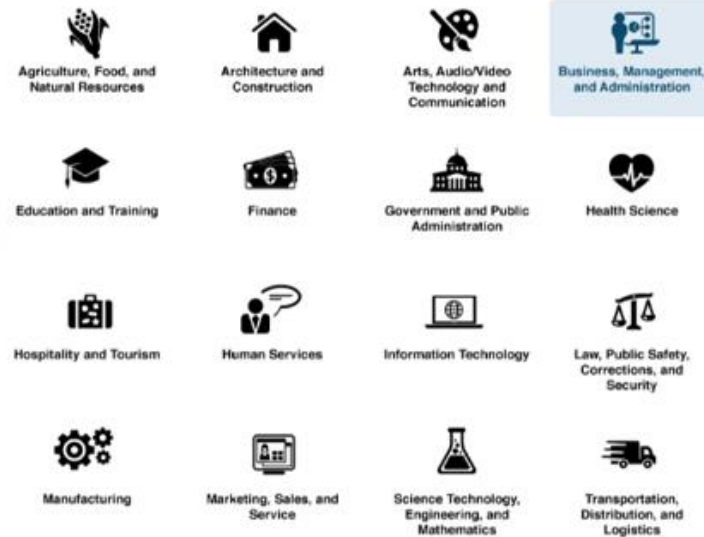 Agriculture, Food, and
Natural Resources
Architecture and
Construction
Arts, Audio/Video
Technology and
Communication
Business, Management,
and Administration
Education and Training
Finance
Government and Public
Administration
Health Science
Hospitality and Tourism
Human Services
Information Technology
Law, Public Safety,
Corrections, and
Security
Manufacturing
Marketing, Sales, and
Service
Science Technology,
Engineering, and
Mathematics
Transportation,
Distribution, and
Logistics